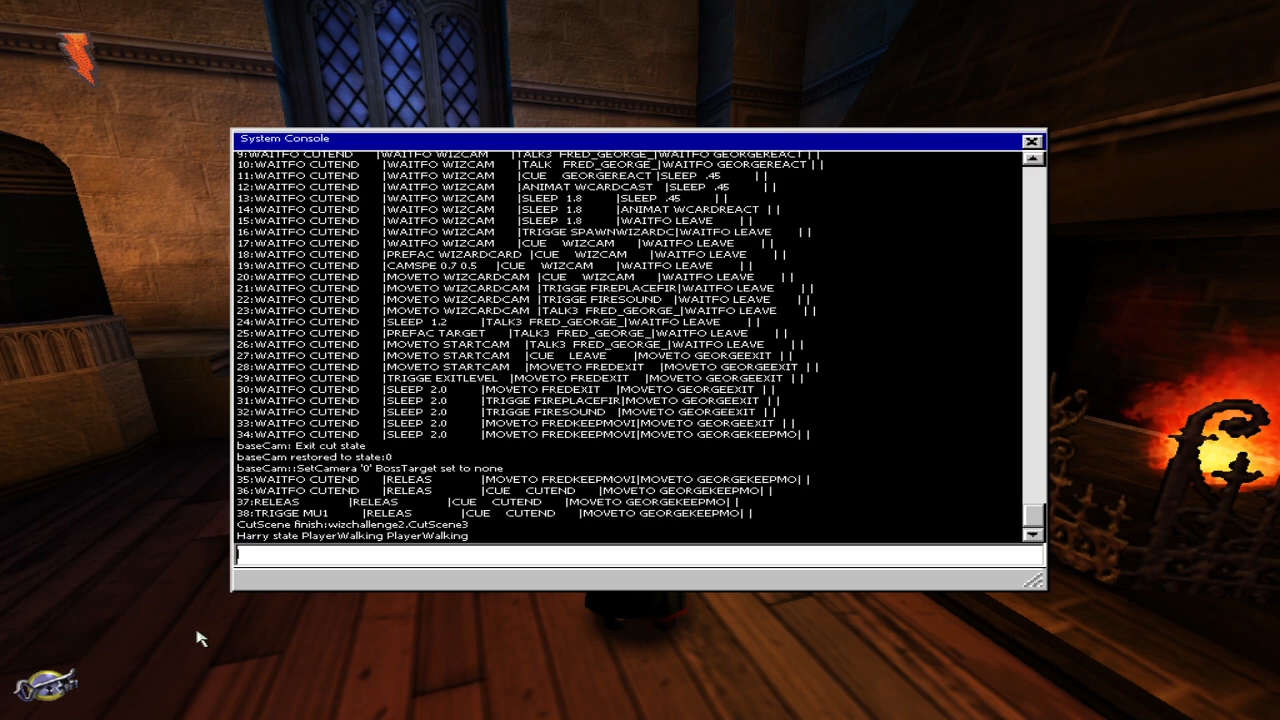 System Console
9:WAITFO CUTEND |WAITFO WIZCAM |TALK3 FRED_GEORGE_|WAITFO GEORGEREACT | |
10:WAITFO CUTEND |WAITFO WIZCAM |TALK FRED_GEORGE_|WAITFO GEORGEREACT | |
11:WAITFO CUTEND |WAITFO WIZCAM |CUE GEORGEREACT |SLEEP .45 | |
12:WAITFO CUTEND |WAITFO WIZCAM |ANIMAT WCARDCAST |SLEEP .45 | |
13:WAITFO CUTEND |WAITFO WIZCAM |SLEEP 1.8 |SLEEP .45 | |
14:WAITFO CUTEND |WAITFO WIZCAM |SLEEP 1.8 |ANIMAT WCARDREACT | |
15:WAITFO CUTEND |WAITFO WIZCAM |SLEEP 1.8 |WAITFO LEAVE | |
16:WAITFO CUTEND |WAITFO WIZCAM |TRIGGE SPAWNWIZARDC|WAITFO LEAVE | |
17:WAITFO CUTEND |WAITFO WIZCAM |CUE WIZCAM |WAITFO LEAVE | |
18:WAITFO CUTEND |PREFAC WIZARDCARD |CUE WIZCAM |WAITFO LEAVE | |
19:WAITFO CUTEND |CAMSPE 0.7 0.5 |CUE WIZCAM |WAITFO LEAVE | |
20:WAITFO CUTEND |MOVETO WIZCARDCAM |CUE WIZCAM |WAITFO LEAVE | |
21:WAITFO CUTEND |MOVETO WIZCARDCAM |TRIGGE FIREPLACEFIR|WAITFO LEAVE | |
22:WAITFO CUTEND |MOVETO WIZCARDCAM |TRIGGE FIRESOUND |WAITFO LEAVE | |
23:WAITFO CUTEND |MOVETO WIZCARDCAM |TALK3 FRED_GEORGE_|WAITFO LEAVE | |
24:WAITFO CUTEND |SLEEP 1.2 |TALK3 FRED_GEORGE_|WAITFO LEAVE | |
25:WAITFO CUTEND |PREFAC TARGET |TALK3 FRED_GEORGE_|WAITFO LEAVE | |
26:WAITFO CUTEND |MOVETO STARTCAM |TALK3 FRED_GEORGE_|WAITFO LEAVE | |
27:WAITFO CUTEND |MOVETO STARTCAM |CUE LEAVE |MOVETO GEORGEEXIT | |
28:WAITFO CUTEND |MOVETO STARTCAM |MOVETO FREDEXIT |MOVETO GEORGEEXIT | |
29:WAITFO CUTEND |TRIGGE EXITLEVEL |MOVETO FREDEXIT |MOVETO GEORGEEXIT | |
30:WAITFO CUTEND |SLEEP 2.0 |MOVETO FREDEXIT |MOVETO GEORGEEXIT | |
31:WAITFO CUTEND |SLEEP 2.0 |TRIGGE FIREPLACEFIR|MOVETO GEORGEEXIT | |
32:WAITFO CUTEND |SLEEP 2.0 |TRIGGE FIRESOUND |MOVETO GEORGEEXIT | |
33:WAITFO CUTEND |SLEEP 2.0 |MOVETO FREDKEEPMOVI|MOVETO GEORGEEXIT | |
34:WAITFO CUTEND |SLEEP 2.0 |MOVETO FREDKEEPMOVI|MOVETO GEORGEKEEPMO| |
baseCam: Exit cut state
baseCam restored to state:0
baseCam::SetCamera '0' BossTarget set to none
35:WAITFO CUTEND |RELEAS |MOVETO FREDKEEPMOVI|MOVETO GEORGEKEEPMO| |
36:WAITFO CUTEND |RELEAS |CUE CUTEND |MOVETO GEORGEKEEPMO| |
37:RELEAS |RELEAS |CUE CUTEND |MOVETO GEORGEKEEPMO| |
38:TRIGGE MU1 |RELEAS |CUE CUTEND |MOVETO GEORGEKEEPMO| |
CutScene finish:wizchallenge2.CutScene3
Harry state PlayerWalking PlayerWalking